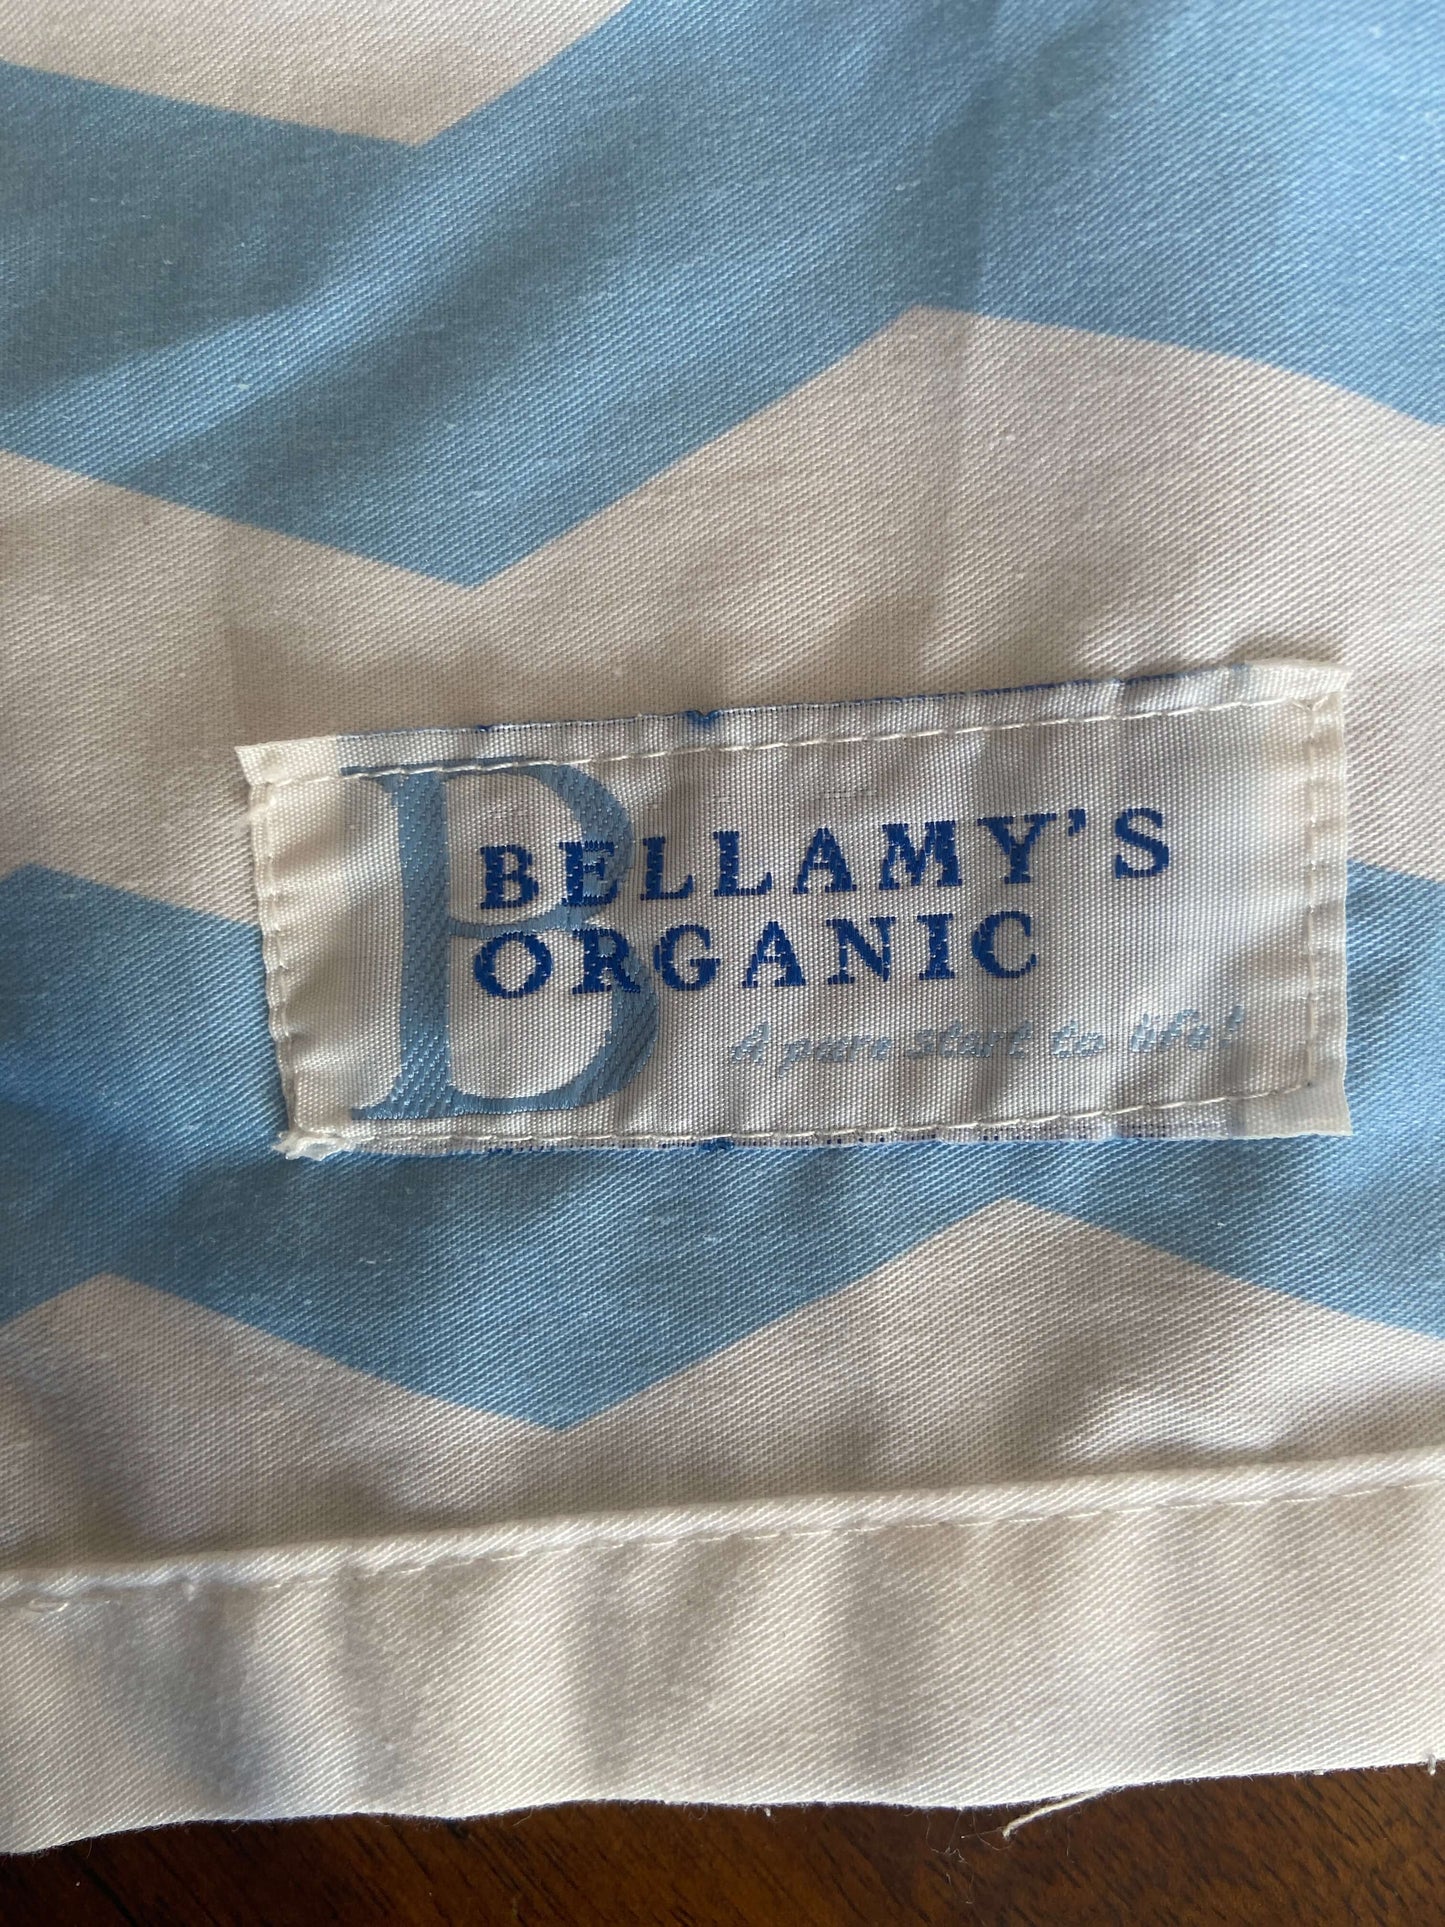 B
BELLAMY'S
ORGANIC
A pure start to life!